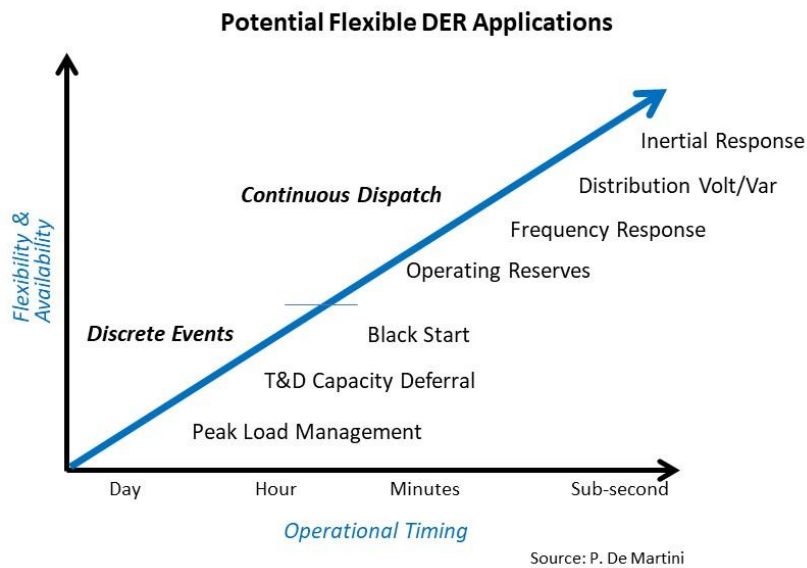 Potential Flexible DER Applications
Inertial Response
Distribution Volt/Var
Continuous Dispatch
Frequency Response
Operating Reserves
Flexibility &
Availability
Discrete Events
Black Start
T&D Capacity Deferral
Peak Load Management
Day
Hour
Minutes
Sub-second
Operational Timing
Source: P. De Martini